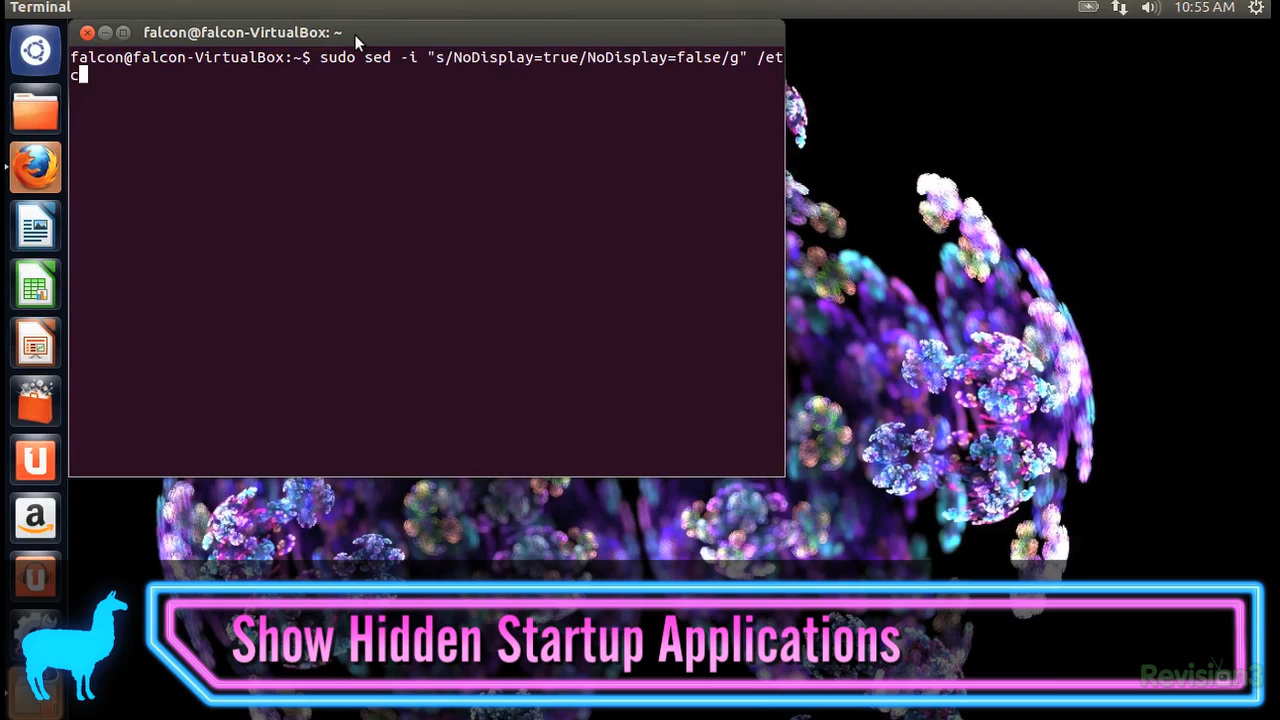 Terminal
10:55 AM
falcon@falcon-VirtualBox: ~
falcon@falcon-VirtualBox:~$ sudo sed -i "s/NoDisplay=true/NoDisplay=false/g" /et
c
a
Show Hidden Startup Applications
Revision3